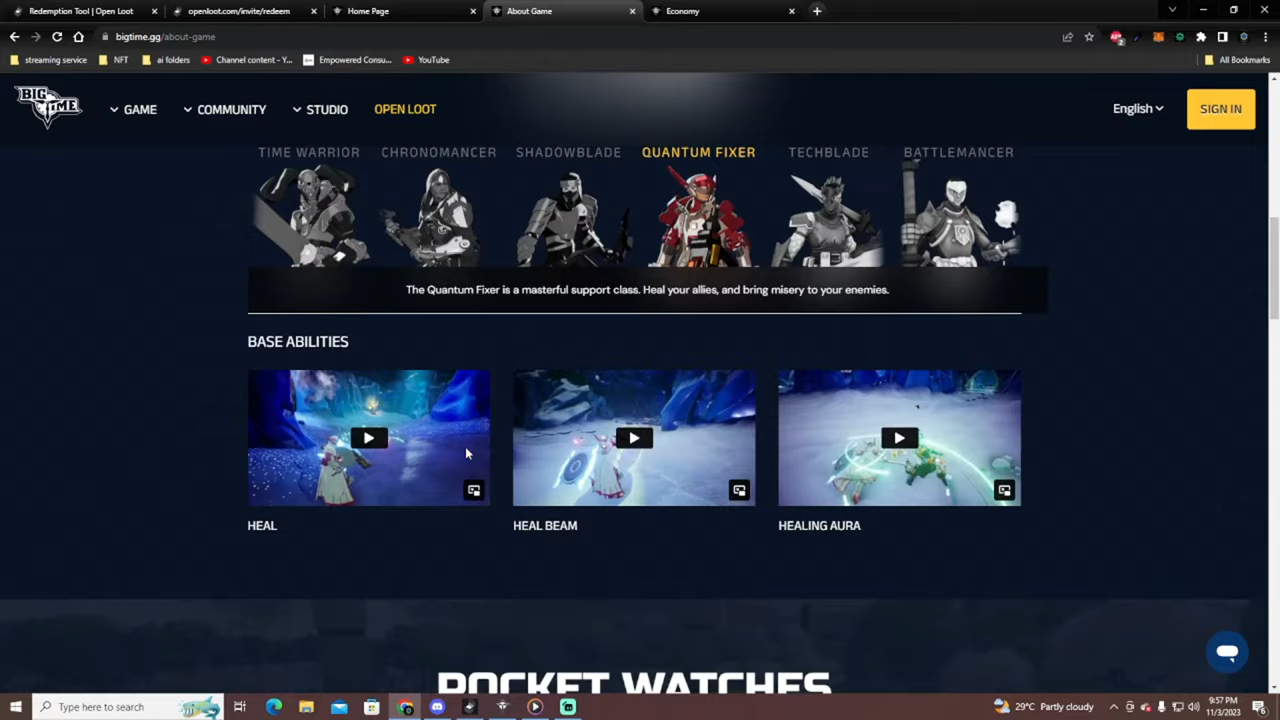 Redemption Tool | Open Loot
openloot.com/invite/redeem
Home Page
About Game
Economy
bigtime.gg/about-game
streaming service
NFT
ai folders
Channel content - Y...
Empowered Consu...
YouTube
All Bookmarks
BIG TIME
GAME
COMMUNITY
STUDIO
OPEN LOOT
English
SIGN IN
TIME WARRIOR
CHRONOMANCER
SHADOWBLADE
QUANTUM FIXER
TECHBLADE
BATTLEMANCER
The Quantum Fixer is a masterful support class. Heal your allies, and bring misery to your enemies.
BASE ABILITIES
HEAL
HEAL BEAM
HEALING AURA
POCKET WATCHES
Type here to search
29°C Partly cloudy
9:57 PM
11/3/2023